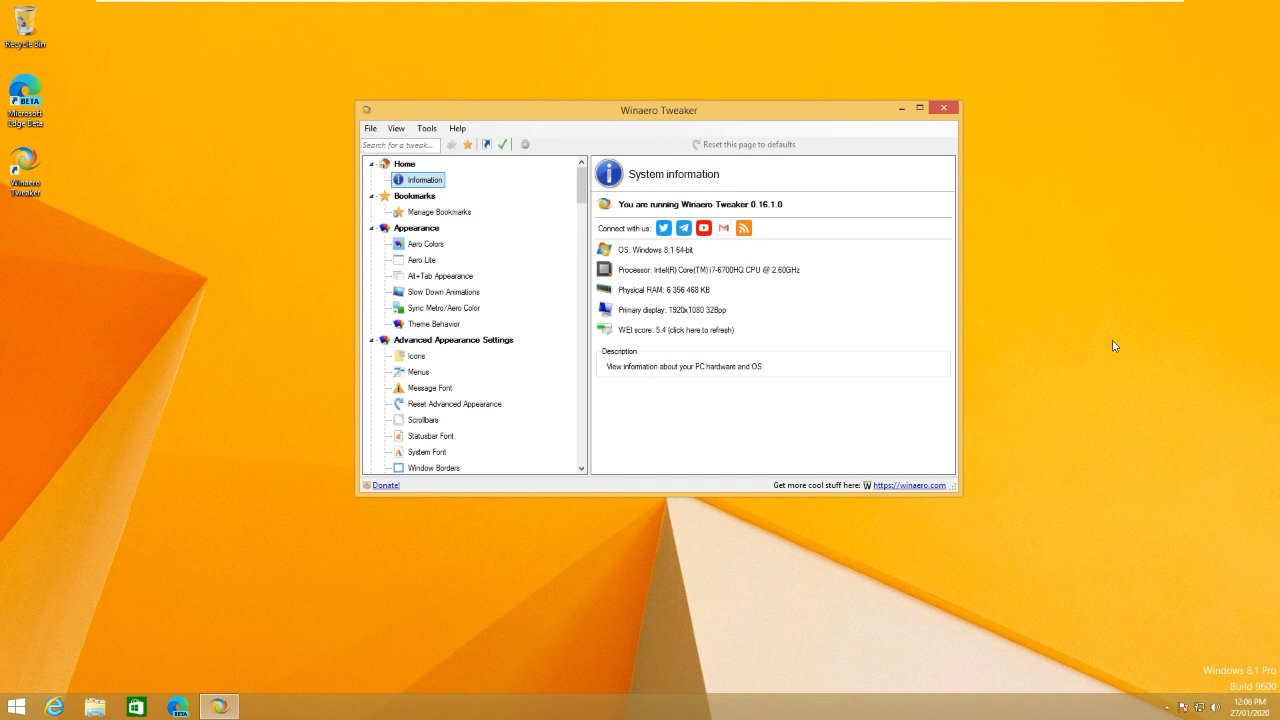 Recycle Bin
BETA
Microsoft
Edge Beta
Winaero
Tweaker
Winaero Tweaker
File View Tools Help
Search for a tweak...
Reset this page to defaults
Home
Information
Bookmarks
Manage Bookmarks
Appearance
Aero Colors
Aero Lite
Alt+Tab Appearance
Slow Down Animations
Sync Metro/Aero Color
Theme Behavior
Advanced Appearance Settings
Icons
Menus
Message Font
Reset Advanced Appearance
Scrollbars
Statusbar Font
System Font
Window Borders
System information
You are running Winaero Tweaker 0.16.1.0
Connect with us:
OS: Windows 8.1 64-bit
Processor: Intel(R) Core(TM) i7-6700HQ CPU @ 2.60GHz
Physical RAM: 6 356 468 KB
Primary display: 1920x1080 32Bpp
WEI score: 5.4 (click here to refresh)
Description
View information about your PC hardware and OS.
Donate!
Get more cool stuff here: W https://winaero.com
Windows 8.1 Pro
Build 9600
BETA
12:06 PM
27/01/2020